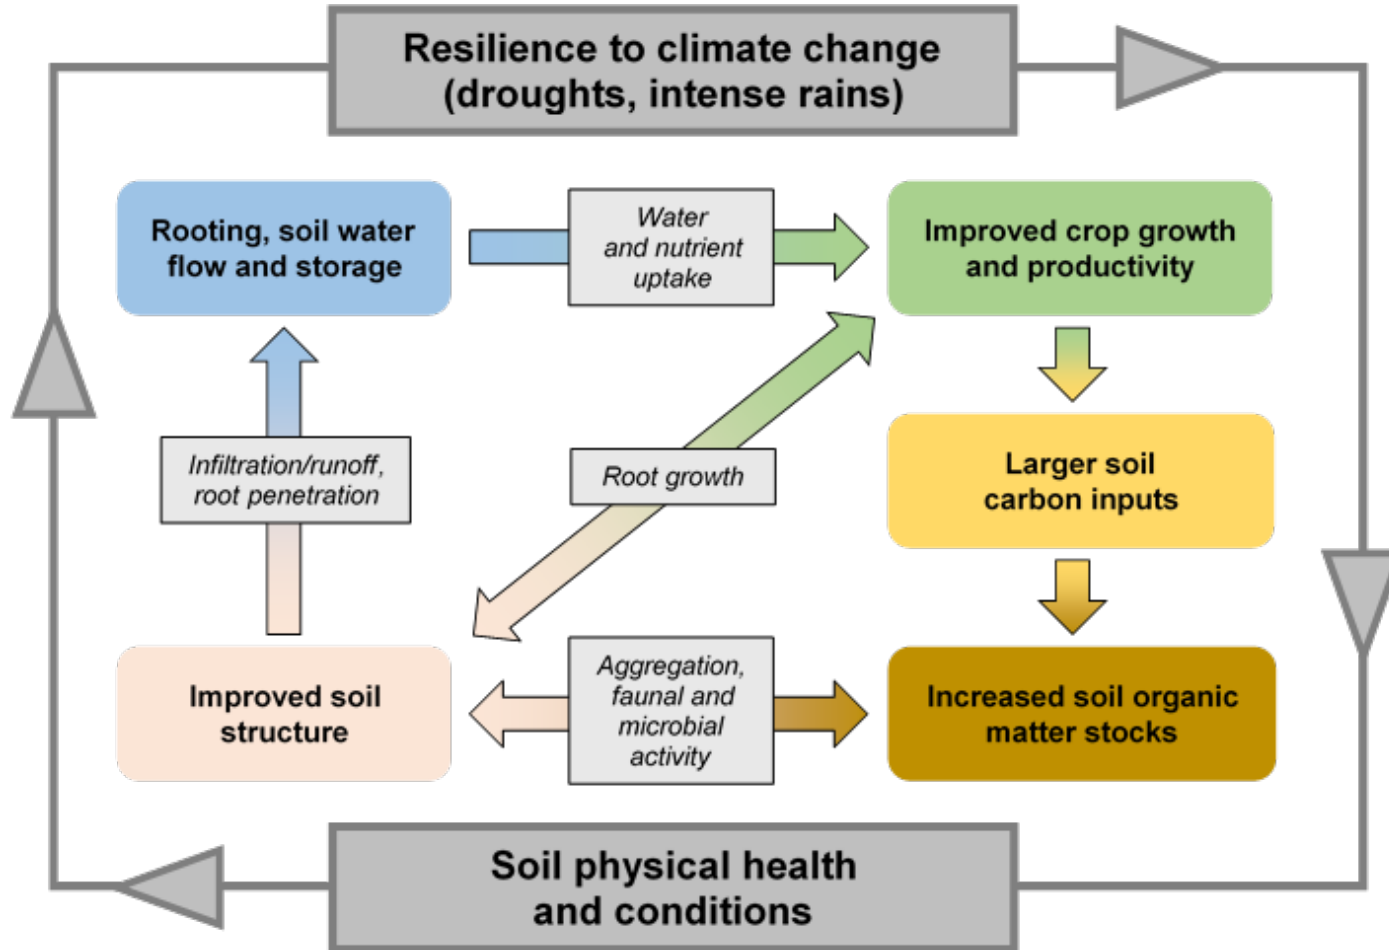 Resilience to climate change
(droughts, intense rains)
Rooting, soil water
flow and storage
Water
and nutrient
uptake
Improved crop growth
and productivity
Infiltration/runoff,
root penetration
Root growth
Larger soil
carbon inputs
Improved soil
structure
Aggregation,
faunal and
microbial
activity
Increased soil organic
matter stocks
Soil physical health
and conditions